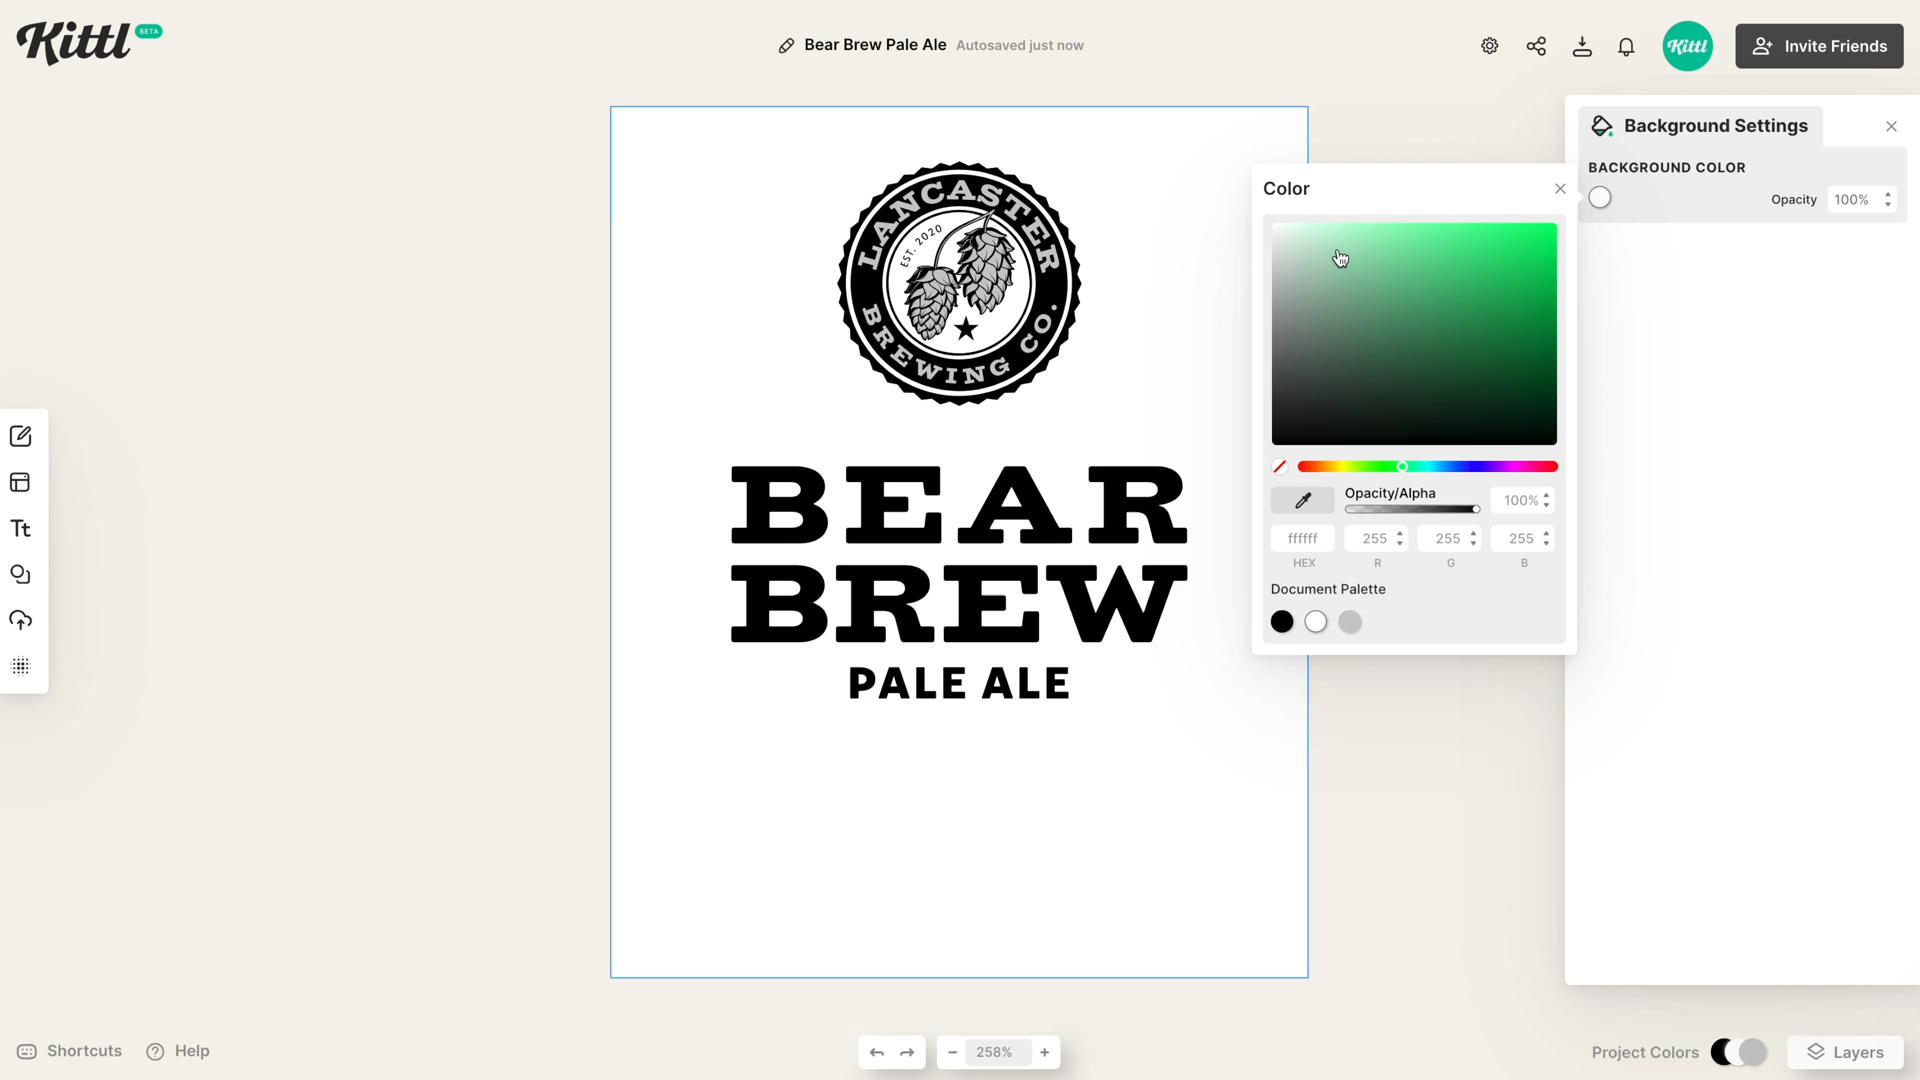 Kittl BETA
Bear Brew Pale Ale Autosaved just now
Kittl
Invite Friends
Background Settings
BACKGROUND COLOR
Opacity 100%
Color
Opacity/Alpha
100%
ffffff 255 255 255
HEX R G B
Document Palette
LANCASTER
EST. 2020
BREWING CO.
BEAR
BREW
PALE ALE
Tt
Shortcuts Help
258%
Project Colors
Layers